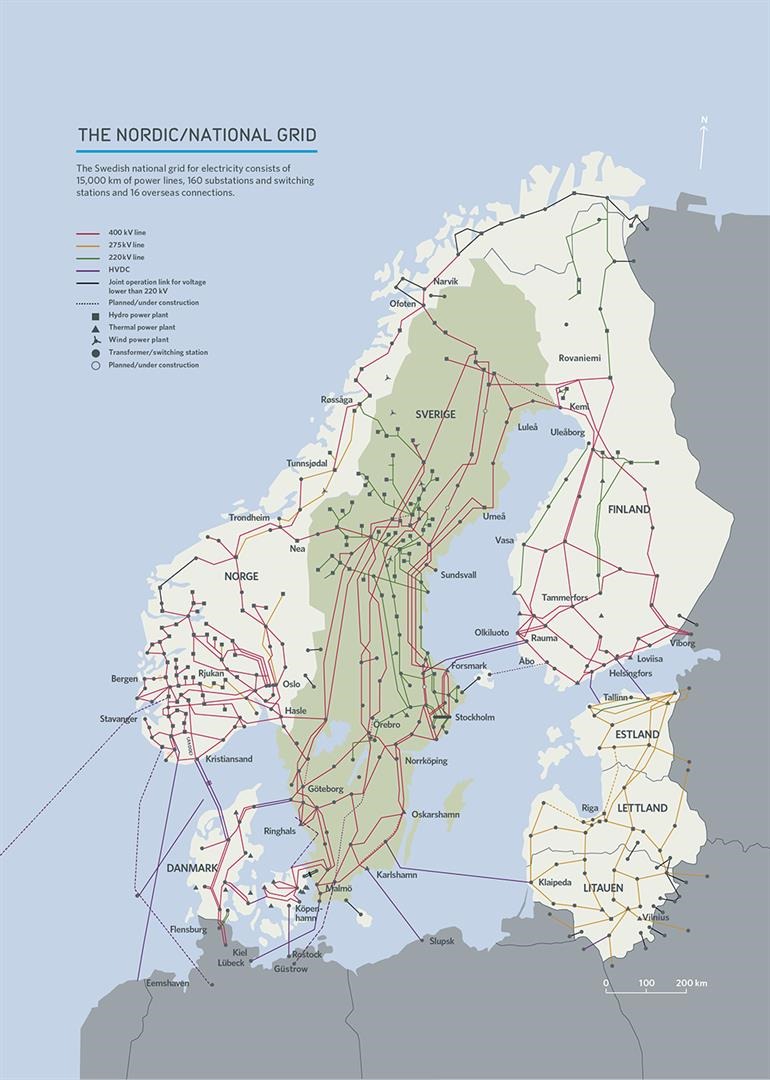 THE NORDIC/NATIONAL GRID
The Swedish national grid for electricity consists of
15,000 km of power lines, 160 substations and switching
stations and 16 overseas connections.
400 kV line
275 kV line
220 kV line
HVDC
Joint operation link for voltage
lower than 220 kV
Planned/under construction
Hydro power plant
Thermal power plant
Wind power plant
Transformer/switching station
Planned/under construction
N
Narvik
Ofoten
Rovaniemi
Røssåga
Kemi
SVERIGE
Luleå
Uleåborg
Tunnsjødal
FINLAND
Trondheim
Umeå
Nea
Vasa
NORGE
Sundsvall
Tammerfors
Olkiluoto
Rauma
Viborg
Forsmark
Åbo
Loviisa
Helsingfors
Bergen
Rjukan
Oslo
Tallinn
Hasle
Stavanger
Stockholm
Örebro
ESTLAND
Kristiansand
Norrköping
Göteborg
Riga
LETTLAND
Oskarshamn
Ringhals
DANMARK
Karlshamn
Klaipeda
LITAUEN
Malmö
Köpen-
hamn
Vilnius
Flensburg
Slupsk
Kiel
Lübeck
Rostock
Güstrow
Eemshaven
0 100 200 km